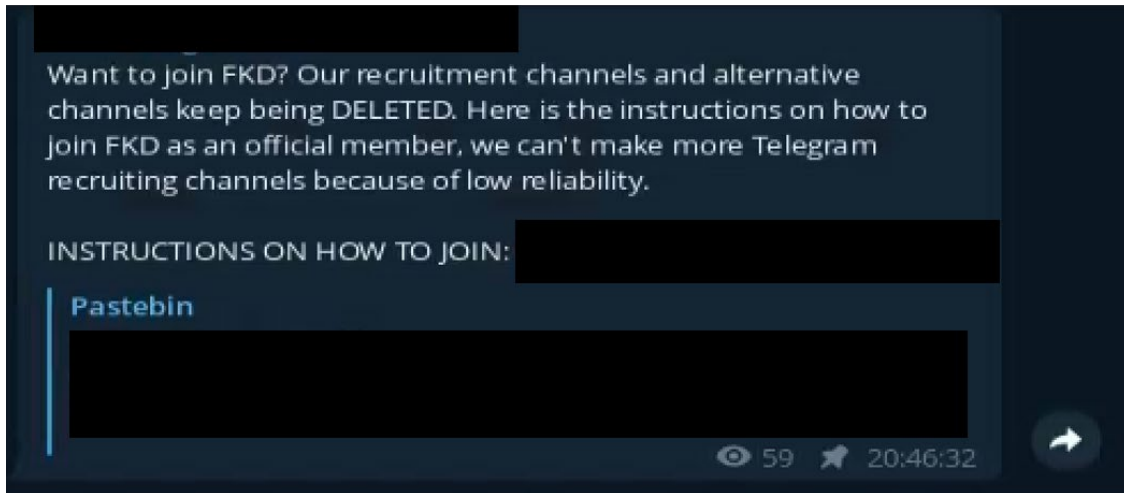 Want to join FKD? Our recruitment channels and alternative
channels keep being DELETED. Here is the instructions on how to
join FKD as an official member, we can't make more Telegram
recruiting channels because of low reliability.
INSTRUCTIONS ON HOW TO JOIN:
Pastebin
59 20:46:32